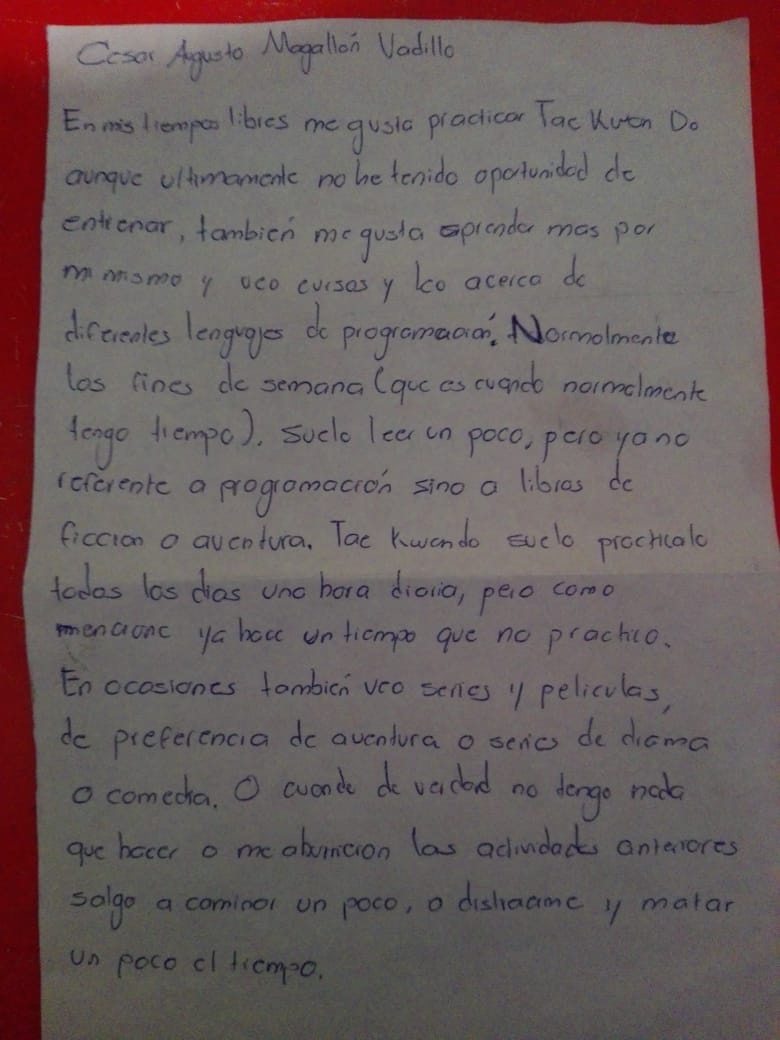 Cesar Augusto Magallón Vadillo
En mis tiempos libres me gusta practicar Tae Kwon Do
aunque ultimamente no he tenido oportunidad de
entrenar, también me gusta aprender mas por
mi mismo y veo cursos y leo acerca de
diferentes lenguajes de programación. Normalmente
los fines de semana (que es cuando normalmente
tengo tiempo). suelo leer un poco, pero ya no
referente a programación sino a libros de
ficcion o aventura. Tae Kwondo suelo practicalo
todos los dias una hora diaria, pero como
mencione ya hace un tiempo que no practico.
En ocasiones también veo series y peliculas,
de preferencia de aventura o series de drama
o comedia. O cuando de verdad no tengo nada
que hacer o me aburricion las actividades anteriores
salgo a caminar un poco, o distraerme y matar
un poco el tiempo.